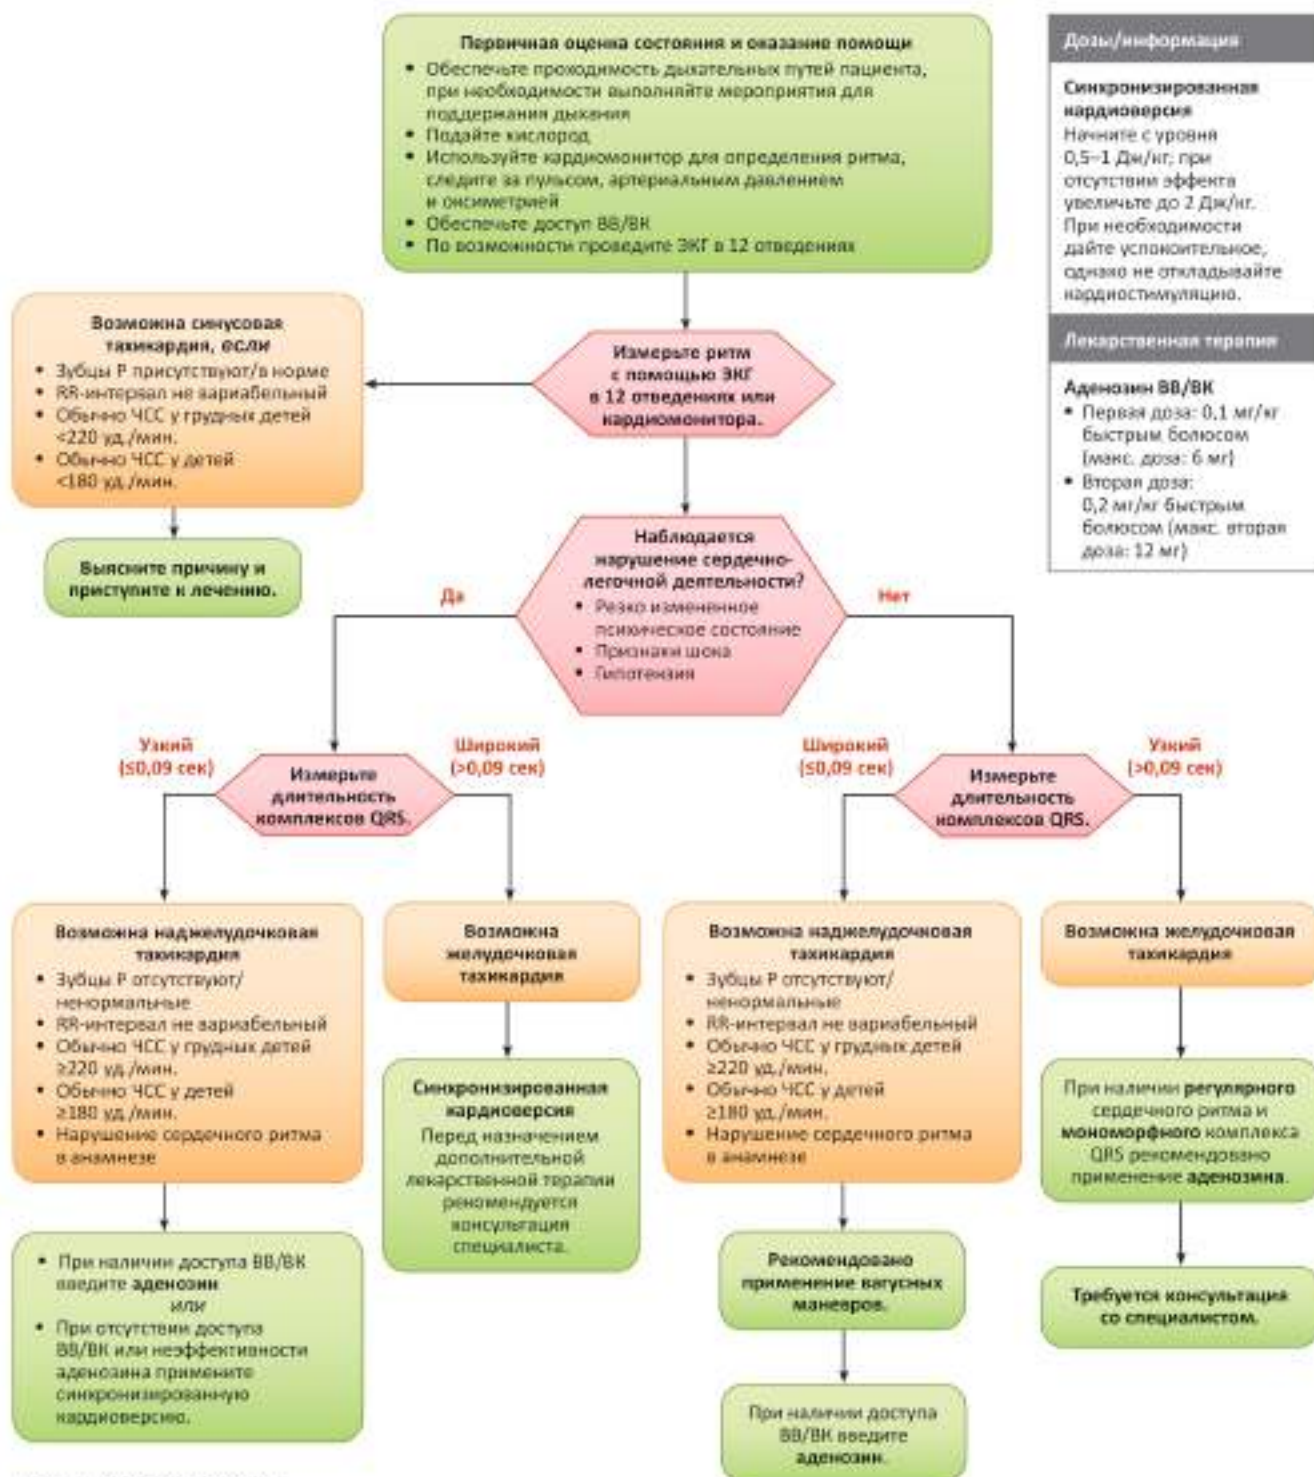 Первичная оценка состояния и оказание помощи
• Обеспечьте проходимость дыхательных путей пациента,
при необходимости выполняйте мероприятия для
поддержания дыхания
• Подайте кислород
• Используйте кардиомонитор для определения ритма,
следите за пульсом, артериальным давлением
и оксиметрией
• Обеспечьте доступ ВВ/ВК
• По возможности проведите ЭКГ в 12 отведениях
Дозы/информация
Синхронизированная
кардиоверсия
Начните с уровня
0,5–1 Дж/кг; при
отсутствии эффекта
увеличьте до 2 Дж/кг.
При необходимости
дайте успокоительное,
однако не откладывайте
кардиостимуляцию.
Лекарственная терапия
Аденозин ВВ/ВК
• Первая доза: 0,1 мг/кг
быстрым болюсом
(макс. доза: 6 мг)
• Вторая доза:
0,2 мг/кг быстрым
болюсом (макс. вторая
доза: 12 мг)
Возможна синусовая
тахикардия, если
• Зубцы P присутствуют/в норме
• RR-интервал не вариабельный
• Обычно ЧСС у грудных детей
<220 уд./мин.
• Обычно ЧСС у детей
<180 уд./мин.
Измерьте ритм
с помощью ЭКГ
в 12 отведениях или
кардиомонитора.
Выясните причину и
приступите к лечению.
Наблюдается
нарушение сердечно-
легочной деятельности?
• Резко измененное
психическое состояние
• Признаки шока
• Гипотензия
Да
Нет
Узкий
(≤0,09 сек)
Измерьте
длительность
комплексов QRS.
Широкий
(>0,09 сек)
Широкий
(≤0,09 сек)
Измерьте
длительность
комплексов QRS.
Узкий
(>0,09 сек)
Возможна наджелудочковая
тахикардия
• Зубцы P отсутствуют/
ненормальные
• RR-интервал не вариабельный
• Обычно ЧСС у грудных детей
≥220 уд./мин.
• Обычно ЧСС у детей
≥180 уд./мин.
• Нарушение сердечного ритма
в анамнезе
• При наличии доступа ВВ/ВК
введите аденозин
или
• При отсутствии доступа
ВВ/ВК или неэффективности
аденозина примените
синхронизированную
кардиоверсию.
Возможна
желудочковая
тахикардия
Синхронизированная
кардиоверсия
Перед назначением
дополнительной
лекарственной терапии
рекомендуется
консультация
специалиста.
Возможна наджелудочковая
тахикардия
• Зубцы P отсутствуют/
ненормальные
• RR-интервал не вариабельный
• Обычно ЧСС у грудных детей
≥220 уд./мин.
• Обычно ЧСС у детей
≥180 уд./мин.
• Нарушение сердечного ритма
в анамнезе
Рекомендовано
применение вагусных
маневров.
При наличии доступа
ВВ/ВК введите
аденозин.
Возможна желудочковая
тахикардия
При наличии регулярного
сердечного ритма и
мономорфного комплекса
QRS рекомендовано
применение аденозина.
Требуется консультация
со специалистом.